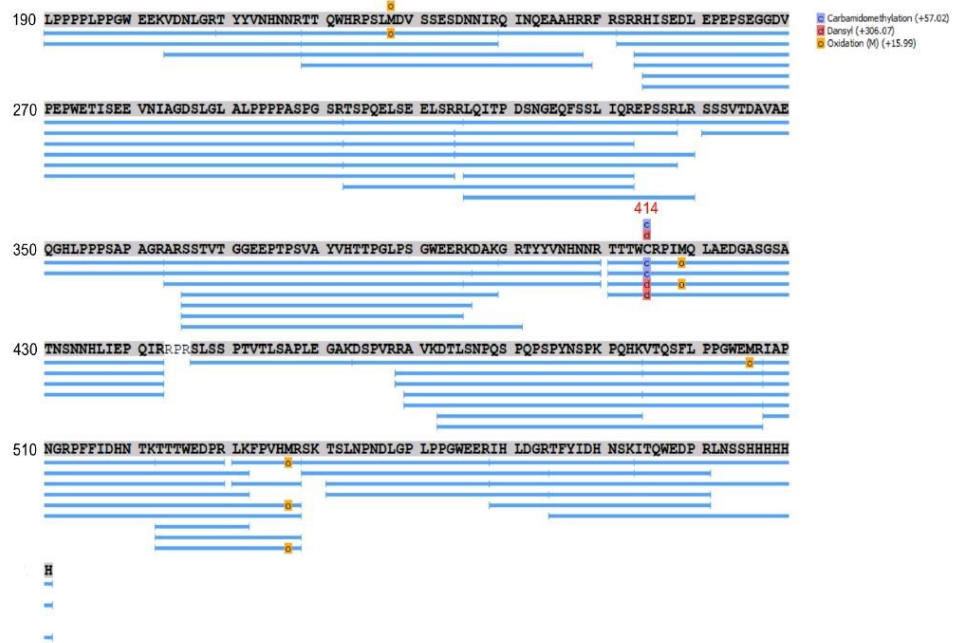 o
190 LPPPPLPPGW EEKVDNLGRT YYVNHNNRTT QWHRPSLMDV SSESDNNIRQ INQEAAHRRF RSRRHISEDL EPEPSEGGDV
o
c Carbamidomethylation (+57.02)
d Dansyl (+306.07)
o Oxidation (M) (+15.99)
270 PEPWETISEE VNIAGDSLGL ALPPPPASPG SRTSPQELSE ELSRRLQITP DSNGEQFSSL IQREPSSRLR SSSVTDAVAE
414
c
d
350 QGHLPPPSAP AGRARSSTVT GGEEPTPSVA YVHTTPGLPS GWEERKDAKG RTYYVNHNNR TTTWCRPIMQ LAEDGASGSA
c o
c
d o
d
430 TNSNNHLIEP QIRRPRSLSS PTVTLSAPLE GAKDSPVRRA VKDTLSNPQS PQPSPYNSPK PQHKVTQSFL PPGWEMRIAP
o
510 NGRPFFIDHN TKTTTWEDPR LKFPVHMRSK TSLNPNDLGP LPPGWEERIH LDGRTFYIDH NSKITQWEDP RLNSSHHHHH
o
o
o
H